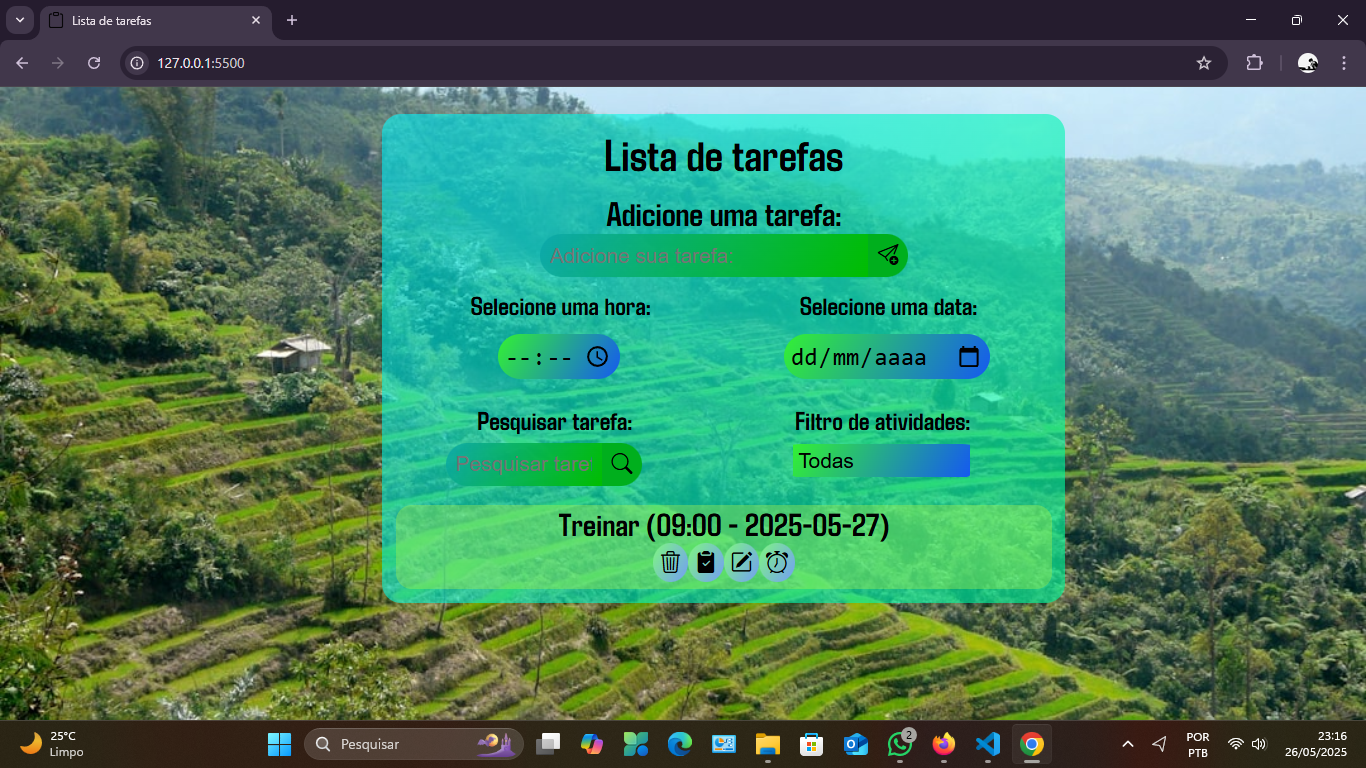 Lista de tarefas
127.0.0.1:5500
Lista de tarefas
Adicione uma tarefa:
Adicione sua tarefa:
Selecione uma hora:
Selecione uma data:
--:--
dd/mm/aaaa
Pesquisar tarefa:
Filtro de atividades:
Pesquisar tare
Todas
Treinar (09:00 - 2025-05-27)
25°C
Limpo
Pesquisar
2
POR
PTB
23:16
26/05/2025